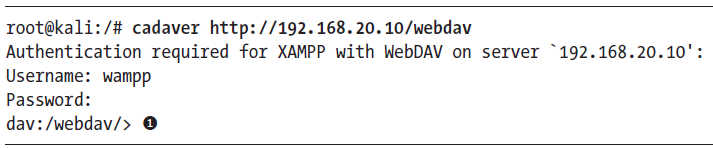 root@kali:/# cadaver http://192.168.20.10/webdav
Authentication required for XAMPP with WebDAV on server `192.168.20.10':
Username: wampp
Password:
dav:/webdav/> ❶